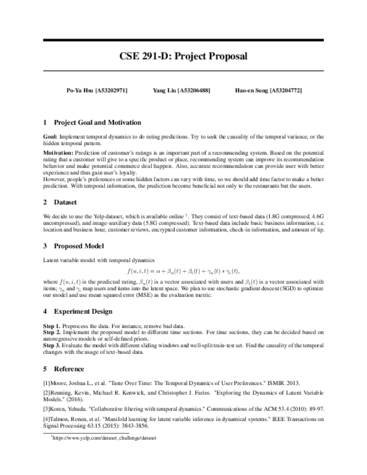 CSE 291-D: Project Proposal
Po-Ya Hsu [A53202971] Yang Liu [A53206488] Hao-en Sung [A53204772]
1 Project Goal and Motivation
Goal: Implement temporal dynamics to do rating predictions. Try to seek the causality of the temporal variance, or the
hidden temporal pattern.
Motivation: Prediction of customer's ratings is an important part of a recommending system. Based on the potential
rating that a customer will give to a specific product or place, recommending system can improve its recommendation
behavior and make potential commerce deal happen. Also, accurate recommendation can provide user with better
experience and thus gain user's loyalty.
However, people's preferences or some hidden factors can vary with time, so we should add time factor to make a better
prediction. With temporal information, the prediction become beneficial not only to the restaurants but the users.
2 Dataset
We decide to use the Yelp dataset, which is available online ¹. They consist of text-based data (1.8G compressed, 4.6G
uncompressed), and image-auxiliary data (5.8G compressed). Text-based data include basic business information, i.e.
location and business hour, customer reviews, encrypted customer information, check-in information, and amount of tip.
3 Proposed Model
Latent variable model with temporal dynamics
f(u, i, t) = α + βᵤ(t) + βᵢ(t) + γᵤ(t) ∗ γᵢ(t),
where f(u, i, t) is the predicted rating, βᵤ(t) is a vector associated with users and βᵢ(t) is a vector associated with
items; γᵤ and γᵢ map users and items into the latent space. We plan to use stochastic gradient descent(SGD) to optimize
our model and use mean squared error (MSE) as the evaluation metric.
4 Experiment Design
Step 1. Preprocess the data. For instance, remove bad data.
Step 2. Implement the proposed model to different time sections. For time sections, they can be decided based on
autoregressive models or self-defined priors.
Step 3. Evaluate the model with different sliding windows and well-split train-test set. Find the causality of the temporal
changes with the usage of text-based data.
5 Reference
[1]Moore, Joshua L., et al. "Taste Over Time: The Temporal Dynamics of User Preferences." ISMIR. 2013.
[2]Reuning, Kevin, Michael R. Kenwick, and Christopher J. Fariss. "Exploring the Dynamics of Latent Variable
Models." (2016).
[3]Koren, Yehuda. "Collaborative filtering with temporal dynamics." Communications of the ACM 53.4 (2010): 89-97.
[4]Talmon, Ronen, et al. "Manifold learning for latent variable inference in dynamical systems." IEEE Transactions on
Signal Processing 63.15 (2015): 3843-3856.
¹https://www.yelp.com/dataset_challenge/dataset